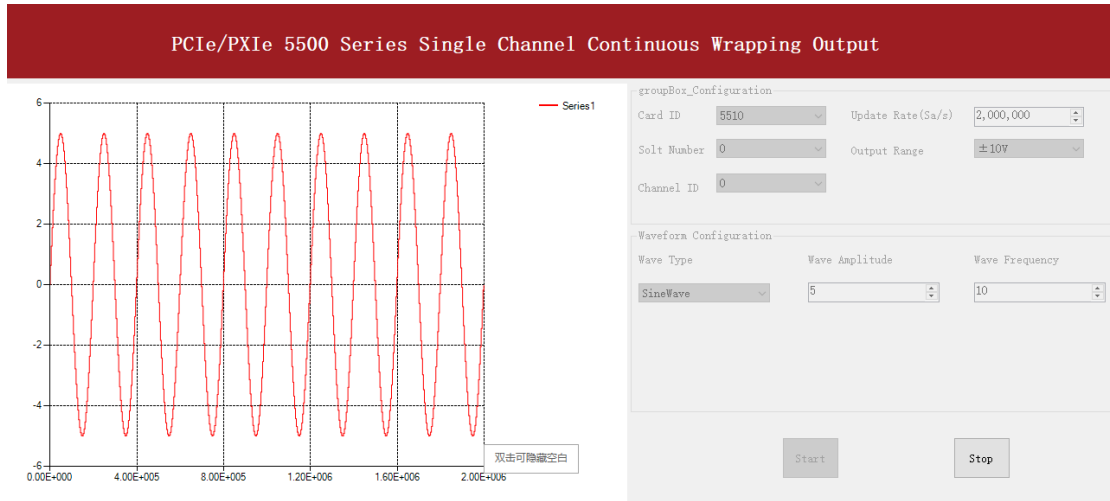 PCIe/PXIe 5500 Series Single Channel Continuous Wrapping Output
6
4
2
0
-2
-4
-6
0.00E+000 4.00E+005 8.00E+005 1.20E+006 1.60E+006 2.00E+006
Series1
双击可隐藏空白
groupBox_Configuration
Card ID 5510 Update Rate(Sa/s) 2,000,000
Solt Number 0 Output Range ±10V
Channel ID 0
Waveform Configuration
Wave Type Wave Amplitude Wave Frequency
SineWave 5 10
Start Stop